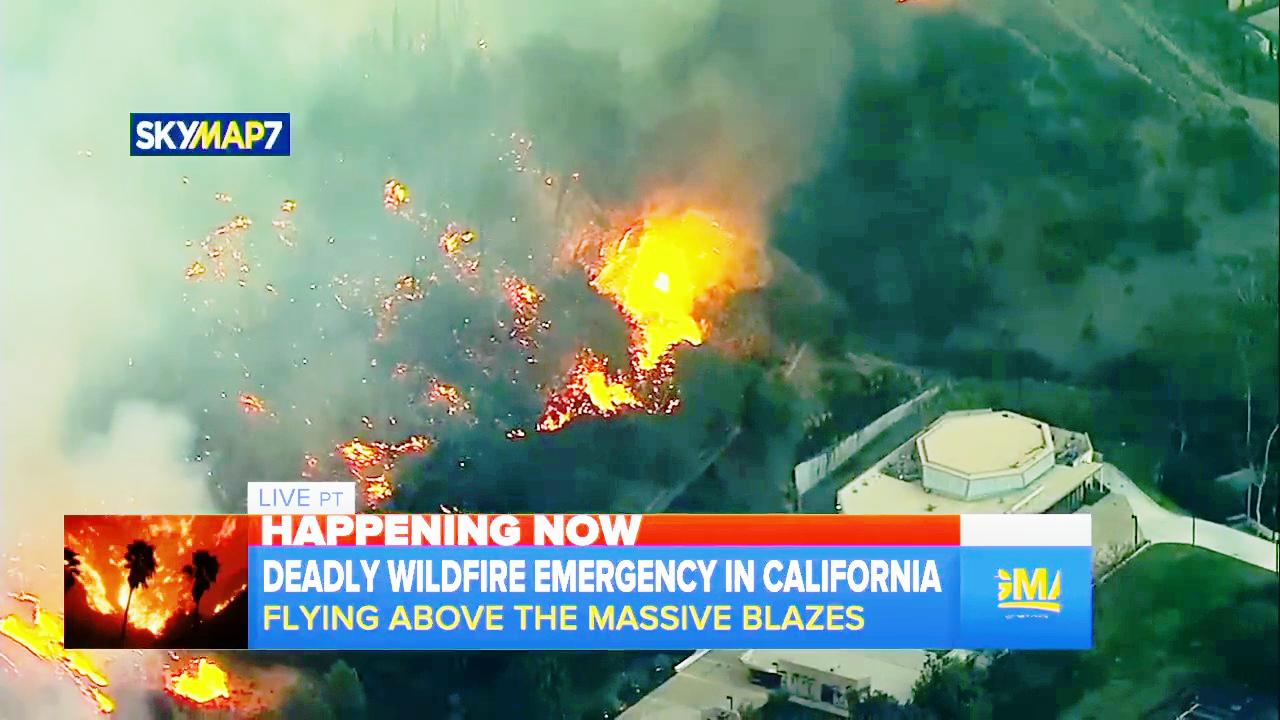 SKYMAP7
LIVE PT
HAPPENING NOW
DEADLY WILDFIRE EMERGENCY IN CALIFORNIA
FLYING ABOVE THE MASSIVE BLAZES
GMA